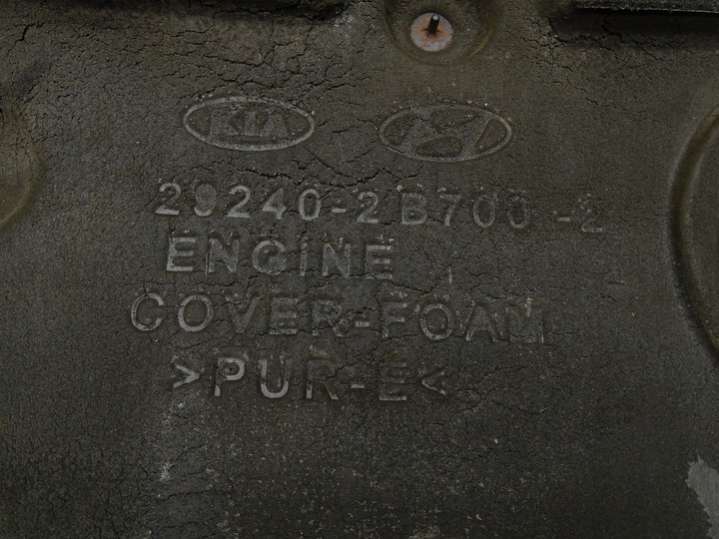 KIA
29240-2B700-2
ENGINE
COVER-FOAM
>PUR-E<